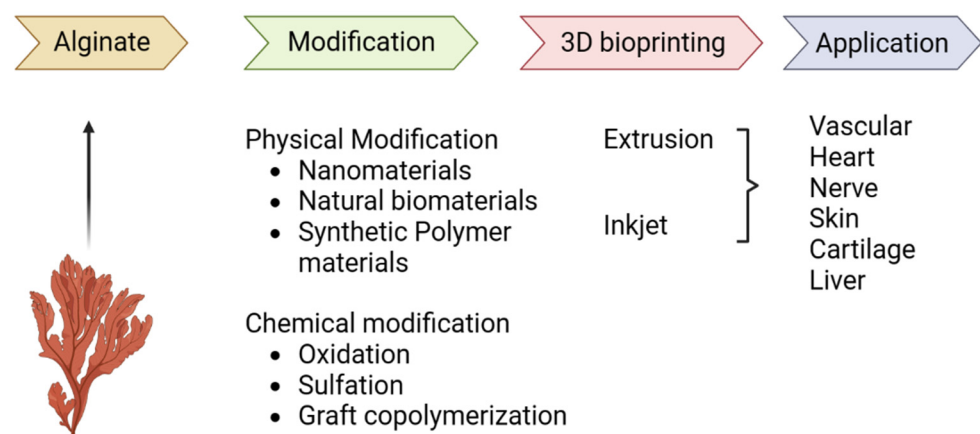 Alginate
Modification
3D bioprinting
Application
Physical Modification
• Nanomaterials
• Natural biomaterials
• Synthetic Polymer
materials
Chemical modification
• Oxidation
• Sulfation
• Graft copolymerization
Extrusion
Inkjet
Vascular
Heart
Nerve
Skin
Cartilage
Liver